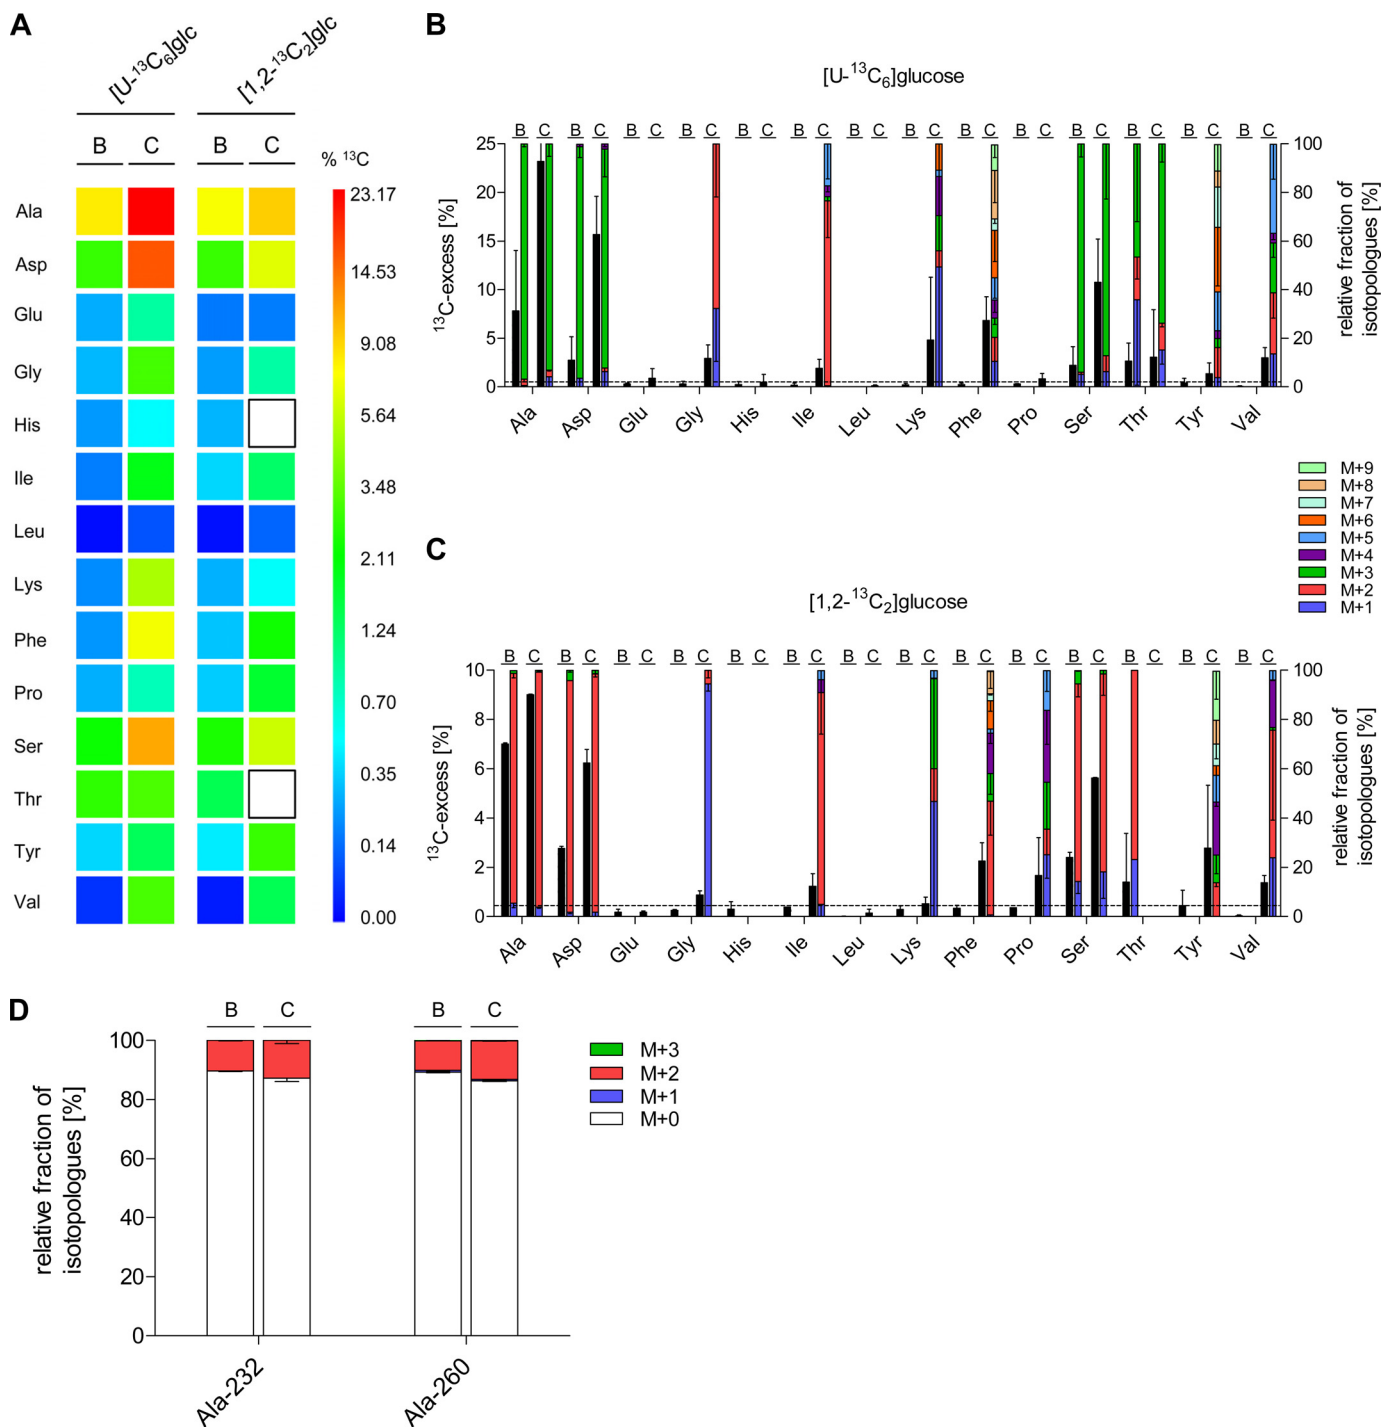 A
[U-¹³C₆]glc
[1,2-¹³C₂]glc
B C B C
% ¹³C
Ala
Asp
Glu
Gly
His
Ile
Leu
Lys
Phe
Pro
Ser
Thr
Tyr
Val
23.17
14.53
9.08
5.64
3.48
2.11
1.24
0.70
0.35
0.14
0.00
B
[U-¹³C₆]glucose
B C B C B C B C B C B C B C B C B C B C B C B C B C B C
¹³C-excess [%]
25
20
15
10
5
0
100
80
60
40
20
0
relative fraction of
isotopologues [%]
Ala Asp Glu Gly His Ile Leu Lys Phe Pro Ser Thr Tyr Val
M+9
M+8
M+7
M+6
M+5
M+4
M+3
M+2
M+1
C
[1,2-¹³C₂]glucose
B C B C B C B C B C B C B C B C B C B C B C B C B C B C
¹³C-excess [%]
10
8
6
4
2
0
100
80
60
40
20
0
relative fraction of
isotopologues [%]
Ala Asp Glu Gly His Ile Leu Lys Phe Pro Ser Thr Tyr Val
D
B C B C
relative fraction of
isotopologues [%]
100
80
60
40
20
0
Ala-232 Ala-260
M+3
M+2
M+1
M+0